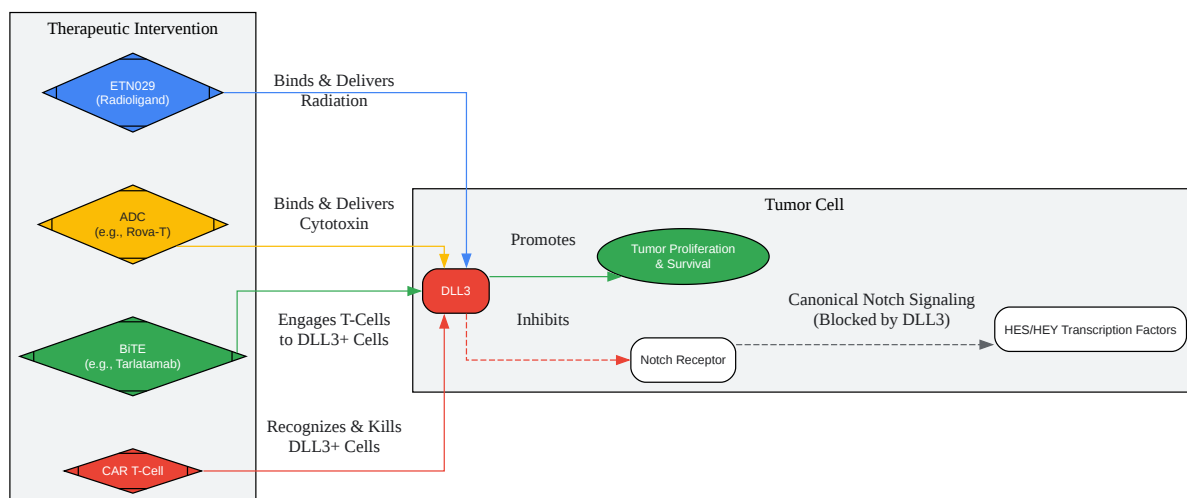 Therapeutic Intervention
ETN029
(Radioligand)
Binds & Delivers
Radiation
ADC
(e.g., Rova-T)
Binds & Delivers
Cytotoxin
BiTE
(e.g., Tarlatamab)
Engages T-Cells
to DLL3+ Cells
CAR T-Cell
Recognizes & Kills
DLL3+ Cells
Tumor Cell
DLL3
Promotes
Tumor Proliferation
& Survival
Inhibits
Notch Receptor
Canonical Notch Signaling
(Blocked by DLL3)
HES/HEY Transcription Factors